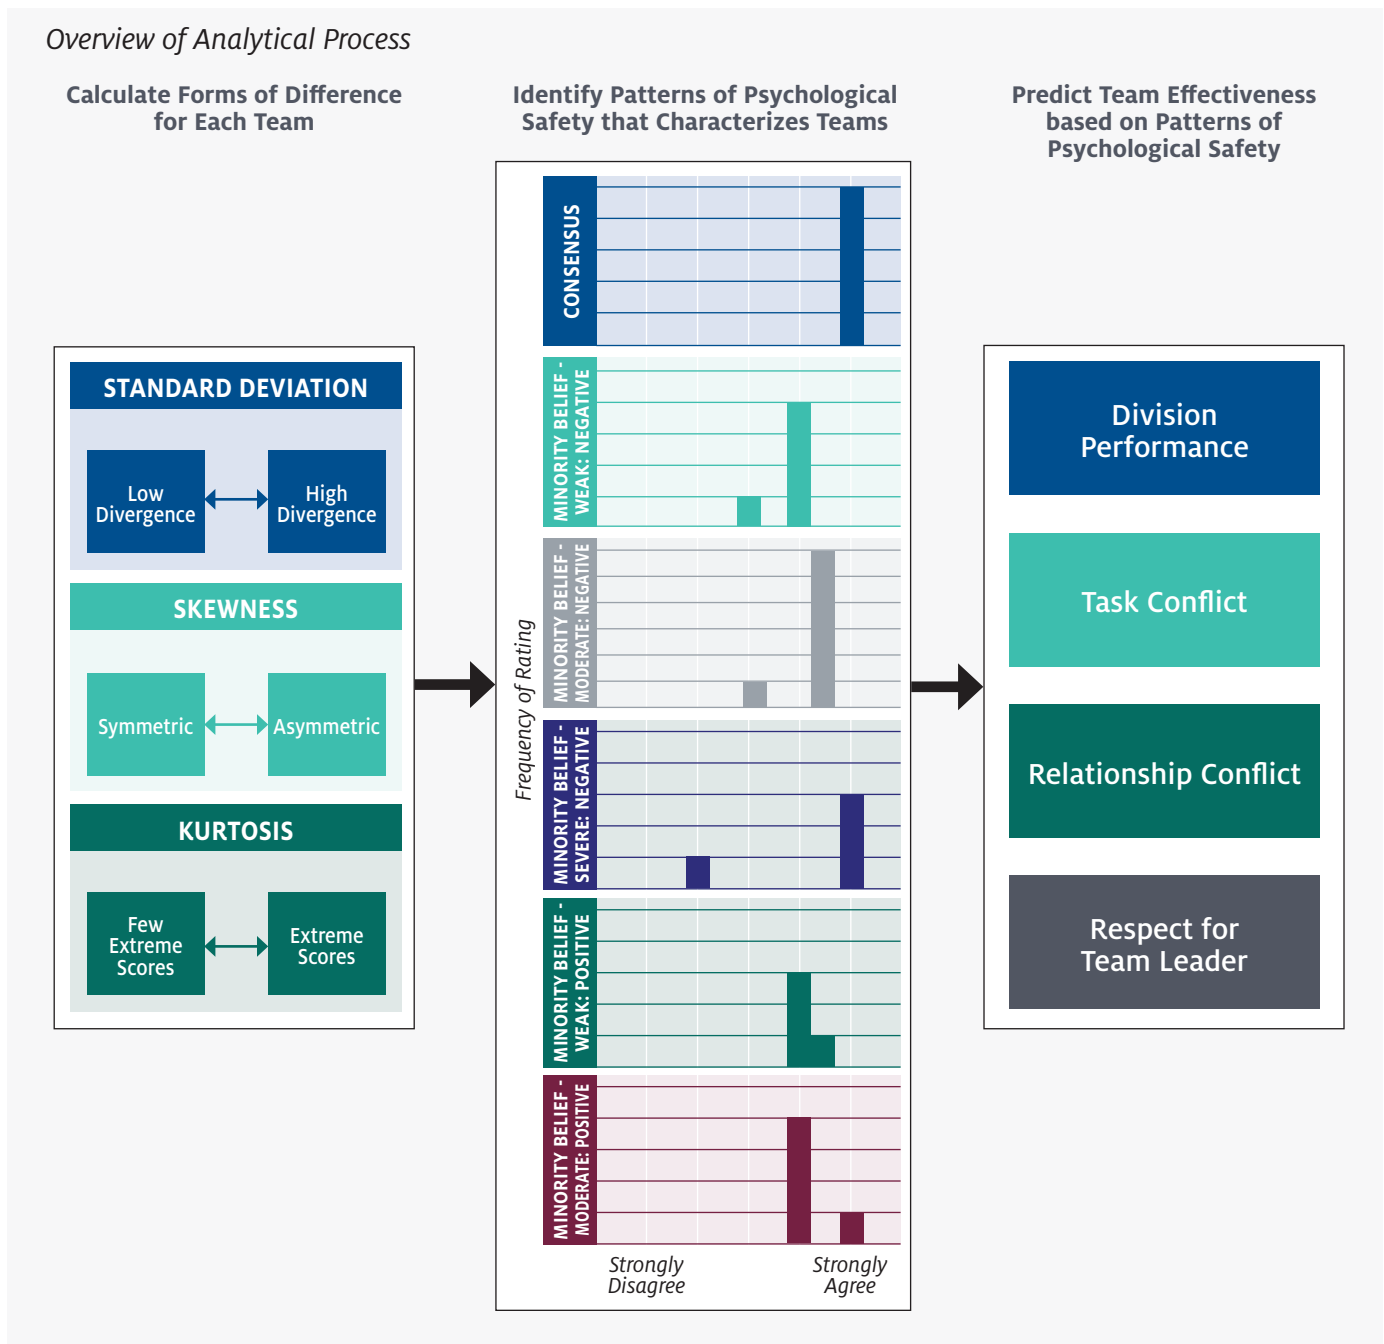 Overview of Analytical Process
Calculate Forms of Difference
for Each Team
STANDARD DEVIATION
Low
Divergence
High
Divergence
SKEWNESS
Symmetric
Asymmetric
KURTOSIS
Few
Extreme
Scores
Extreme
Scores
Identify Patterns of Psychological
Safety that Characterizes Teams
Frequency of Rating
CONSENSUS
MINORITY BELIEF -
WEAK: NEGATIVE
MINORITY BELIEF -
MODERATE: NEGATIVE
MINORITY BELIEF -
SEVERE: NEGATIVE
MINORITY BELIEF -
WEAK: POSITIVE
MINORITY BELIEF -
MODERATE: POSITIVE
Strongly
Disagree
Strongly
Agree
Predict Team Effectiveness
based on Patterns of
Psychological Safety
Division
Performance
Task Conflict
Relationship Conflict
Respect for
Team Leader